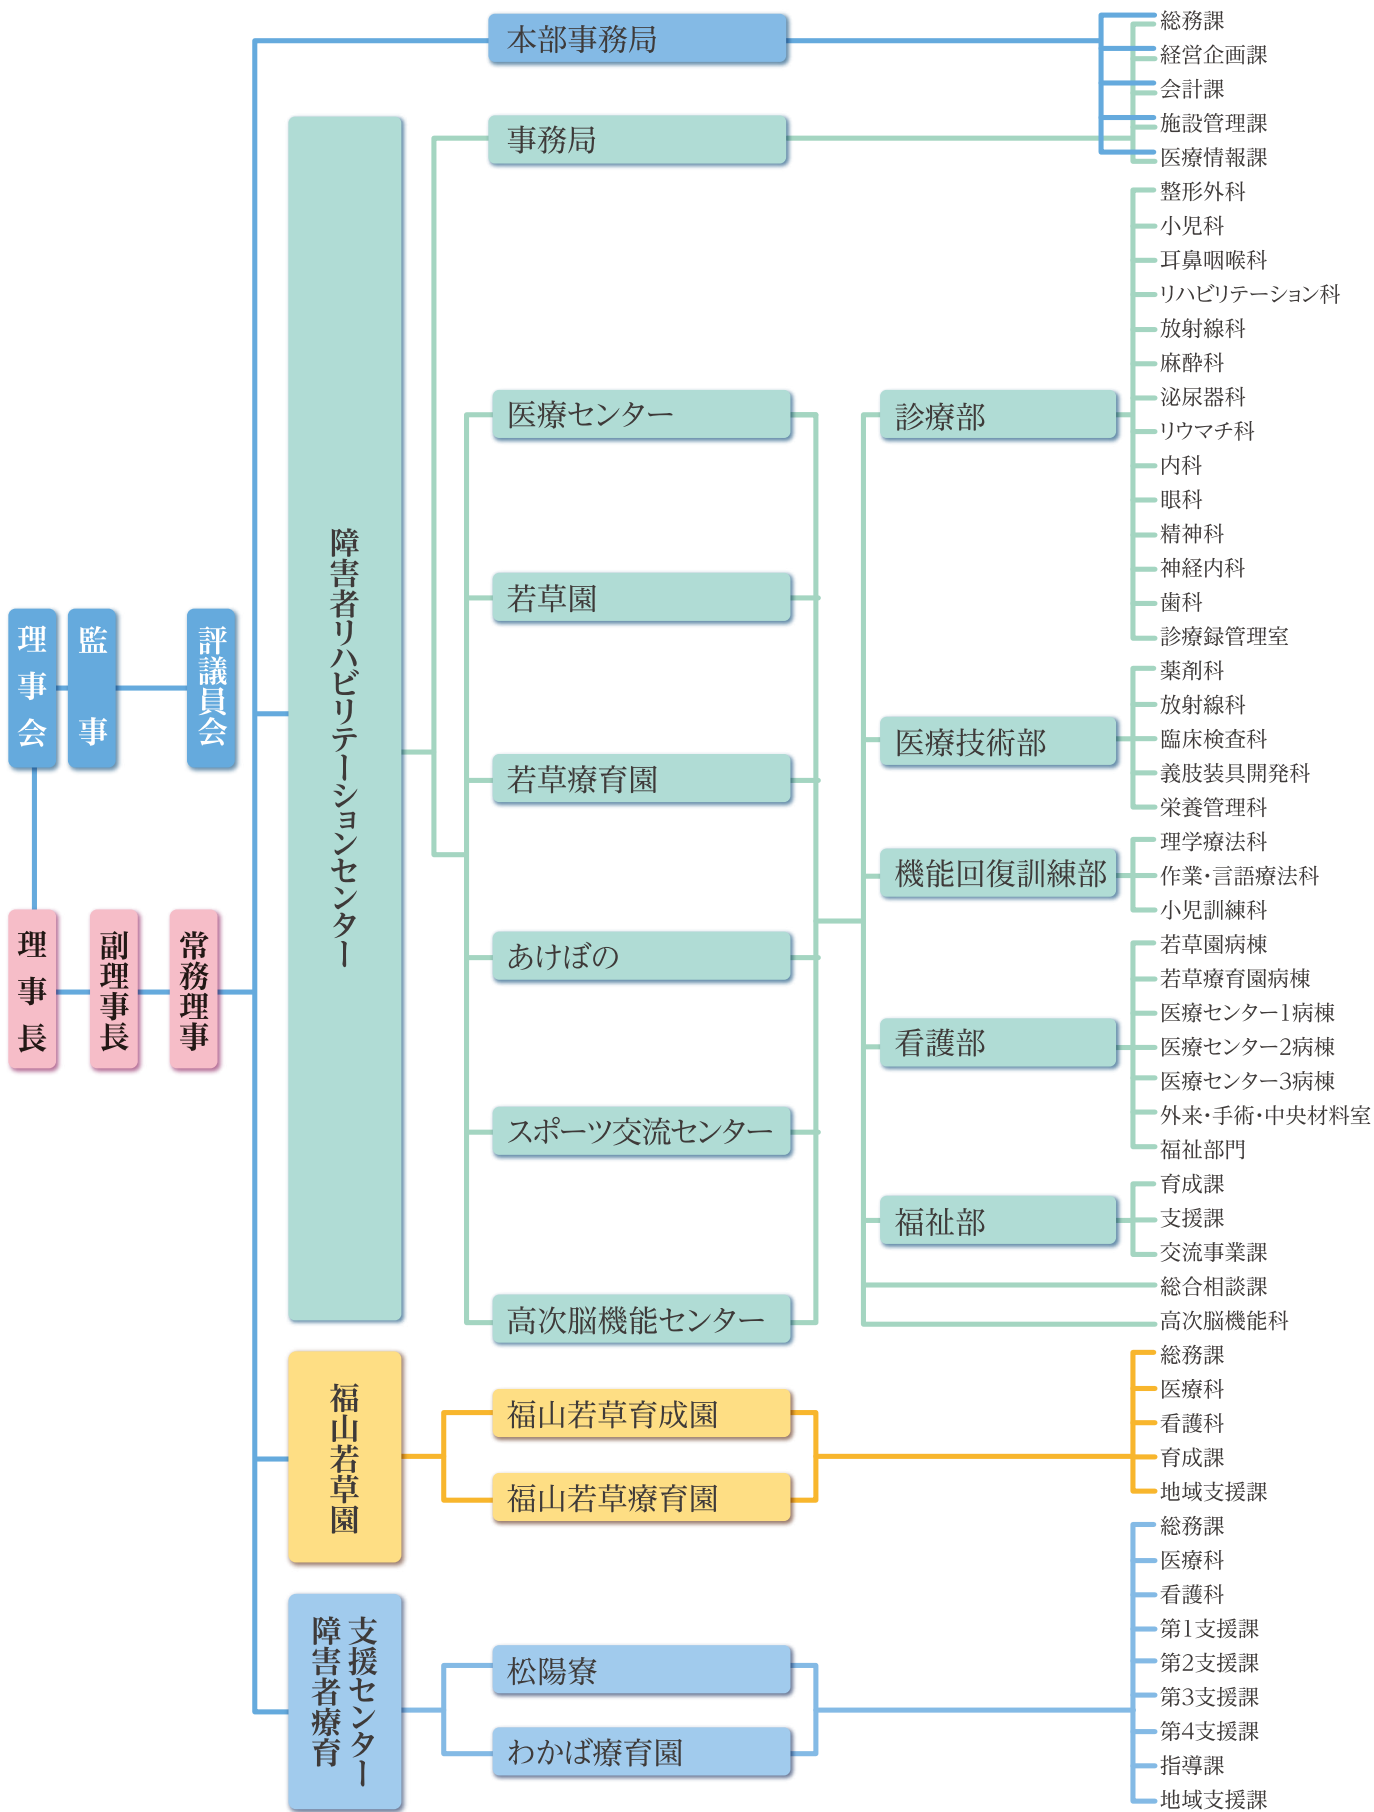 理事会
監事
評議員会
理事長
副理事長
常務理事
本部事務局
障害者リハビリテーションセンター
事務局
医療センター
若草園
若草療育園
あけぼの
スポーツ交流センター
高次脳機能センター
診療部
医療技術部
機能回復訓練部
看護部
福祉部
福山若草園
福山若草育成園
福山若草療育園
障害者療育
支援センター
松陽寮
わかば療育園
総務課
経営企画課
会計課
施設管理課
医療情報課
整形外科
小児科
耳鼻咽喉科
リハビリテーション科
放射線科
麻酔科
泌尿器科
リウマチ科
内科
眼科
精神科
神経内科
歯科
診療録管理室
薬剤科
放射線科
臨床検査科
義肢装具開発科
栄養管理科
理学療法科
作業・言語療法科
小児訓練科
若草園病棟
若草療育園病棟
医療センター1病棟
医療センター2病棟
医療センター3病棟
外来・手術・中央材料室
福祉部門
育成課
支援課
交流事業課
総合相談課
高次脳機能科
総務課
医療科
看護科
育成課
地域支援課
総務課
医療科
看護科
第1支援課
第2支援課
第3支援課
第4支援課
指導課
地域支援課